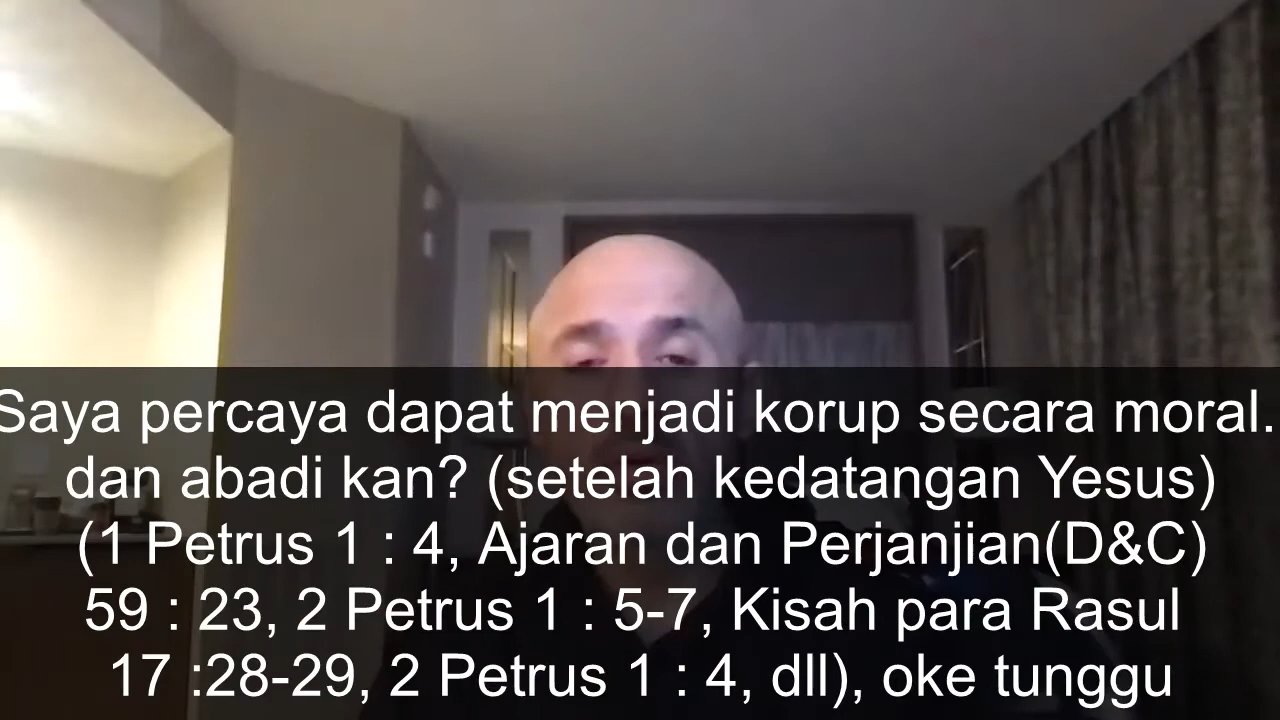 Saya percaya dapat menjadi korup secara moral.
dan abadi kan? (setelah kedatangan Yesus)
(1 Petrus 1 : 4, Ajaran dan Perjanjian(D&C)
59 : 23, 2 Petrus 1 : 5-7, Kisah para Rasul
17 :28-29, 2 Petrus 1 : 4, dll), oke tunggu